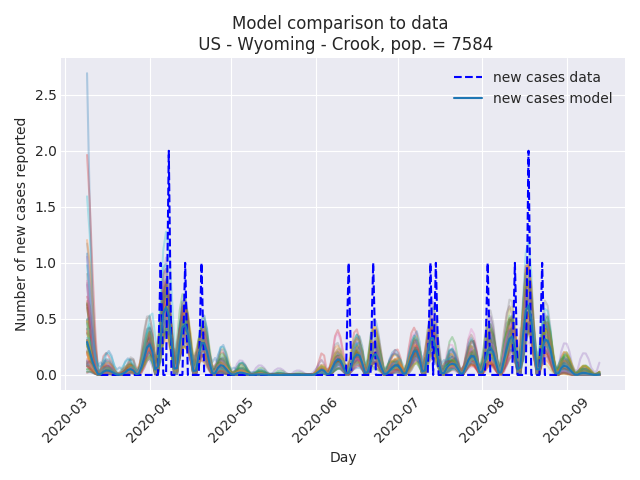 Model comparison to data
US - Wyoming - Crook, pop. = 7584
new cases data
new cases model
Number of new cases reported
2.5
2.0
1.5
1.0
0.5
0.0
2020-03
2020-04
2020-05
2020-06
2020-07
2020-08
2020-09
Day